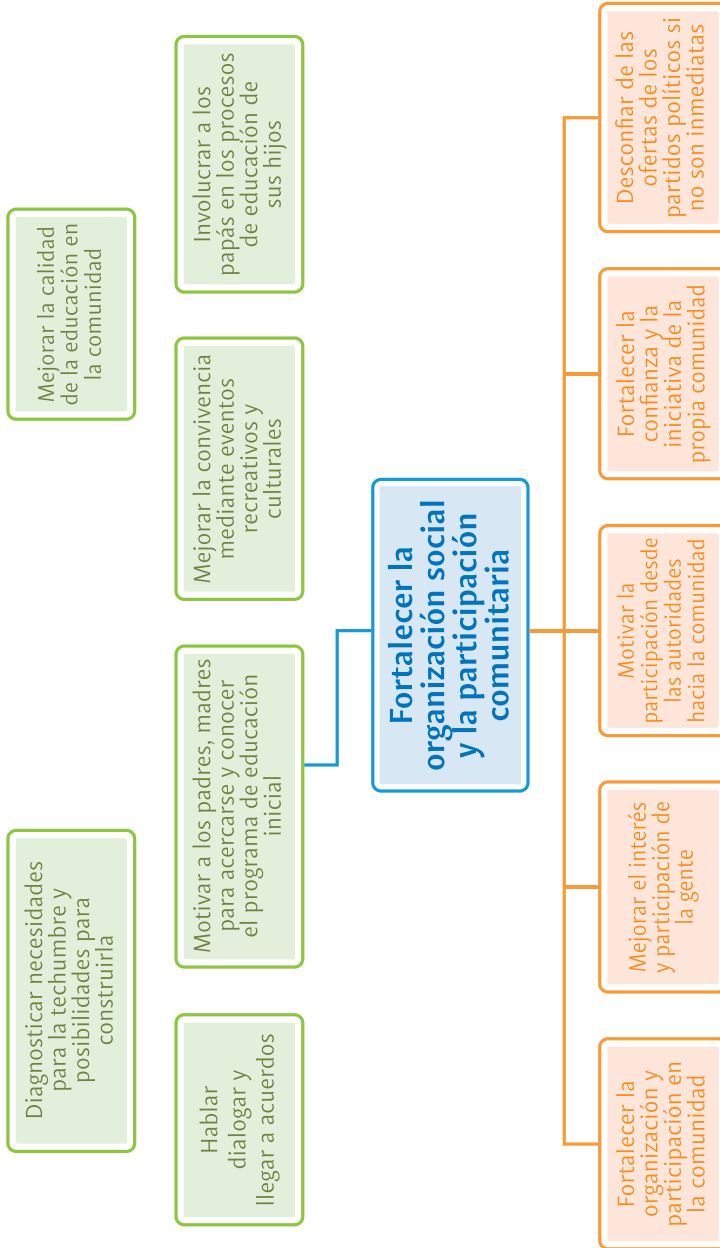 Diagnosticar necesidades
para la techumbre y
posibilidades para
construirla
Mejorar la calidad
de la educación en
la comunidad
Hablar
dialogar y
llegar a acuerdos
Motivar a los padres, madres
para acercarse y conocer
el programa de educación
inicial
Mejorar la convivencia
mediante eventos
recreativos y
culturales
Involucrar a los
papás en los procesos
de educación de
sus hijos
Fortalecer la
organización social
y la participación
comunitaria
Fortalecer la
organización y
participación en
la comunidad
Mejorar el interés
y participación de
la gente
Motivar la
participación desde
las autoridades
hacia la comunidad
Fortalecer la
confianza y la
iniciativa de la
propia comunidad
Desconfiar de las
ofertas de los
partidos políticos si
no son inmediatas